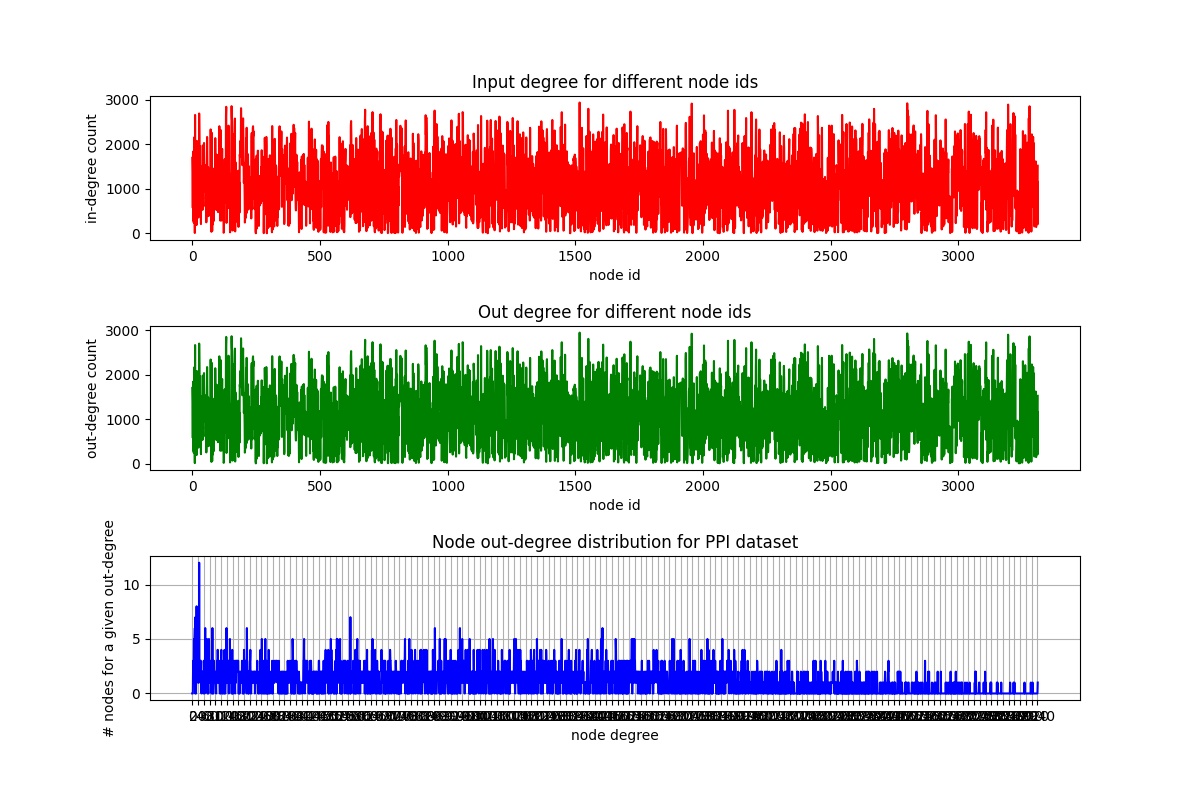 Input degree for different node ids
in-degree count
3000
2000
1000
0
0 500 1000 1500 2000 2500 3000
node id
Out degree for different node ids
out-degree count
3000
2000
1000
0
0 500 1000 1500 2000 2500 3000
node id
Node out-degree distribution for PPI dataset
# nodes for a given out-degree
10
5
0
node degree